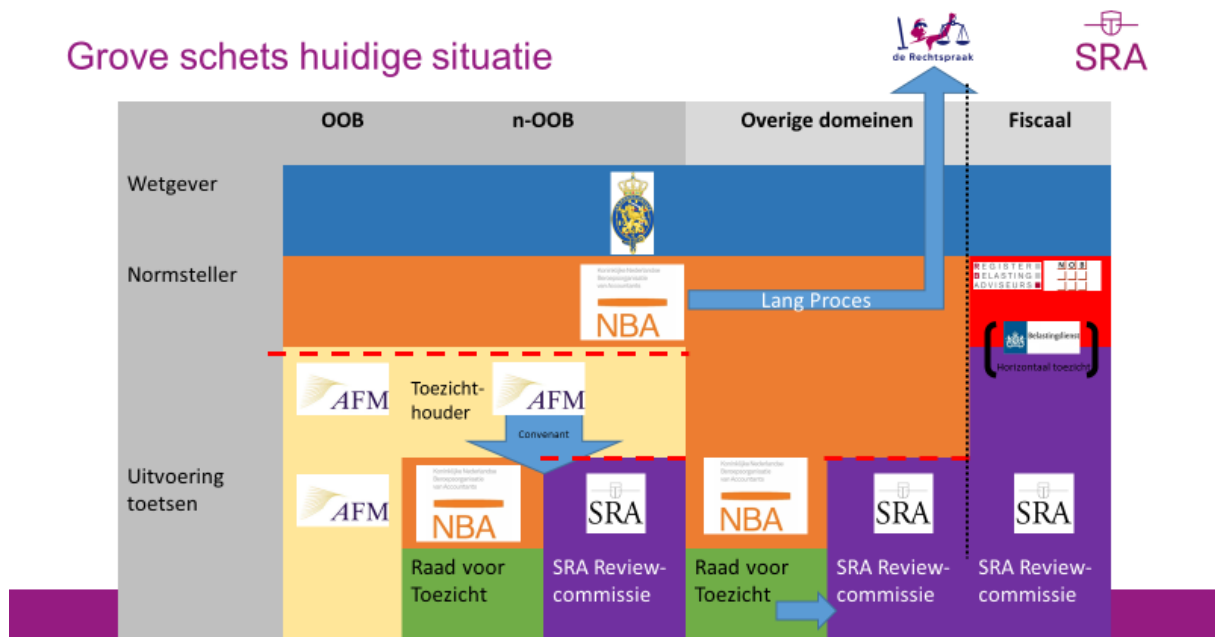 de Rechtspraak
SRA
Grove schets huidige situatie
OOB
n-OOB
Overige domeinen
Fiscaal
Wetgever
Normsteller
Koninklijke Nederlandse
Beroepsorganisatie
van Accountants
NBA
Lang Proces
REGISTER
BELASTING
ADVISEURS
NOB
Belastingdienst
Horizontaal toezicht
AFM
Toezicht-
houder
AFM
Convenant
Uitvoering
toetsen
AFM
Koninklijke Nederlandse
Beroepsorganisatie
van Accountants
NBA
SRA
Koninklijke Nederlandse
Beroepsorganisatie
van Accountants
NBA
SRA
SRA
Raad voor
Toezicht
SRA Review-
commissie
Raad voor
Toezicht
SRA Review-
commissie
SRA Review-
commissie